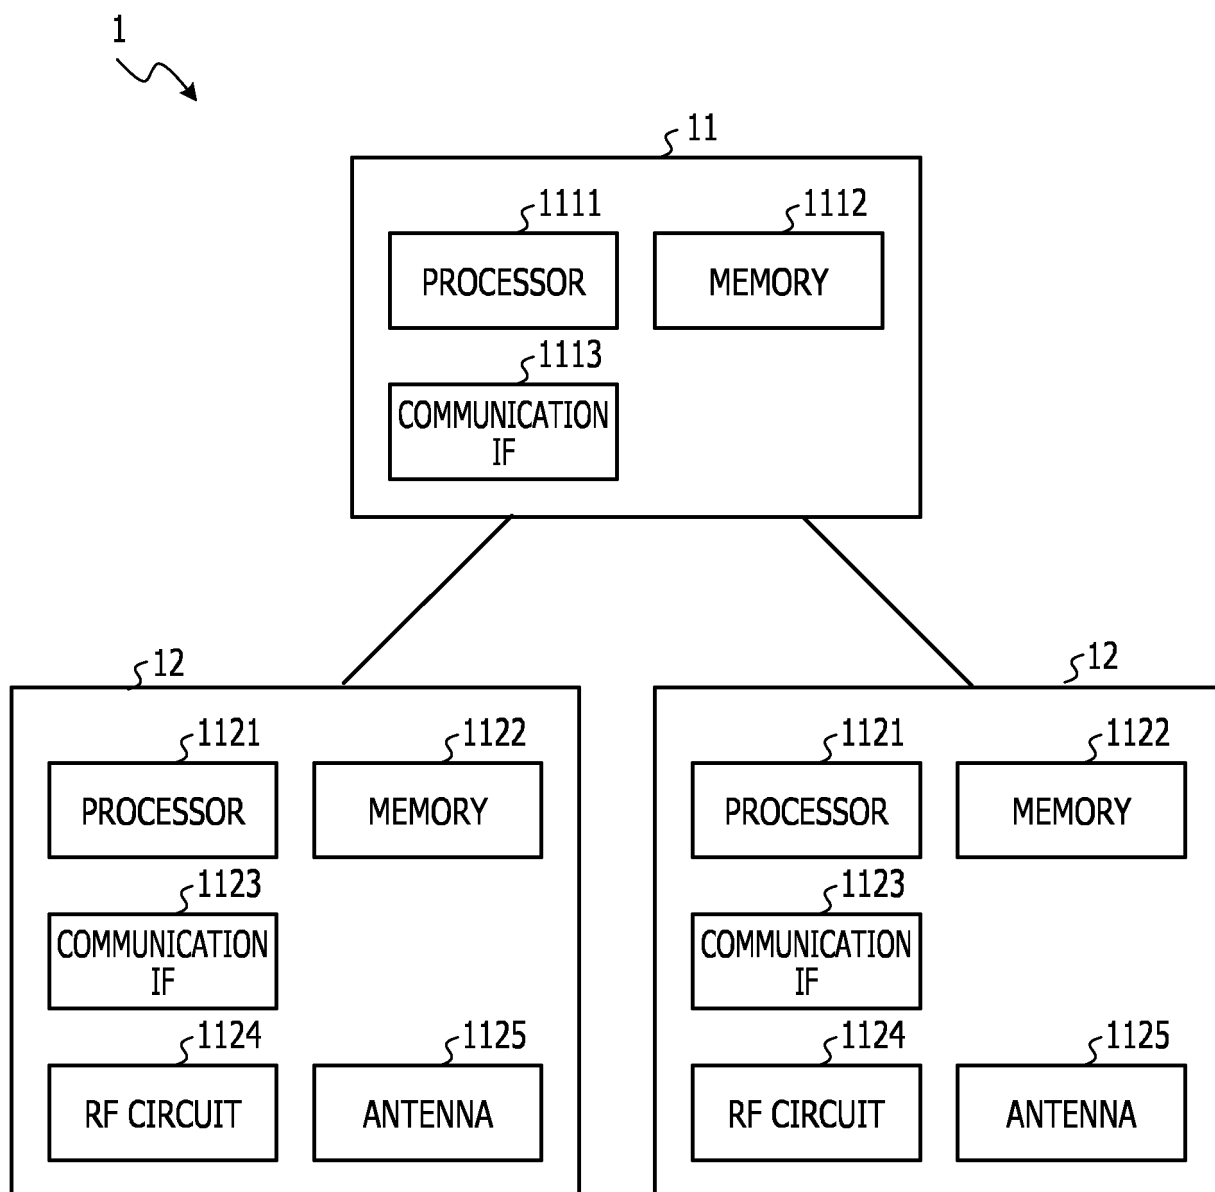 1
11
1111
1112
PROCESSOR
MEMORY
1113
COMMUNICATION
IF
12
12
1121
1122
PROCESSOR
MEMORY
1123
COMMUNICATION
IF
1124
1125
RF CIRCUIT
ANTENNA
1121
1122
PROCESSOR
MEMORY
1123
COMMUNICATION
IF
1124
1125
RF CIRCUIT
ANTENNA